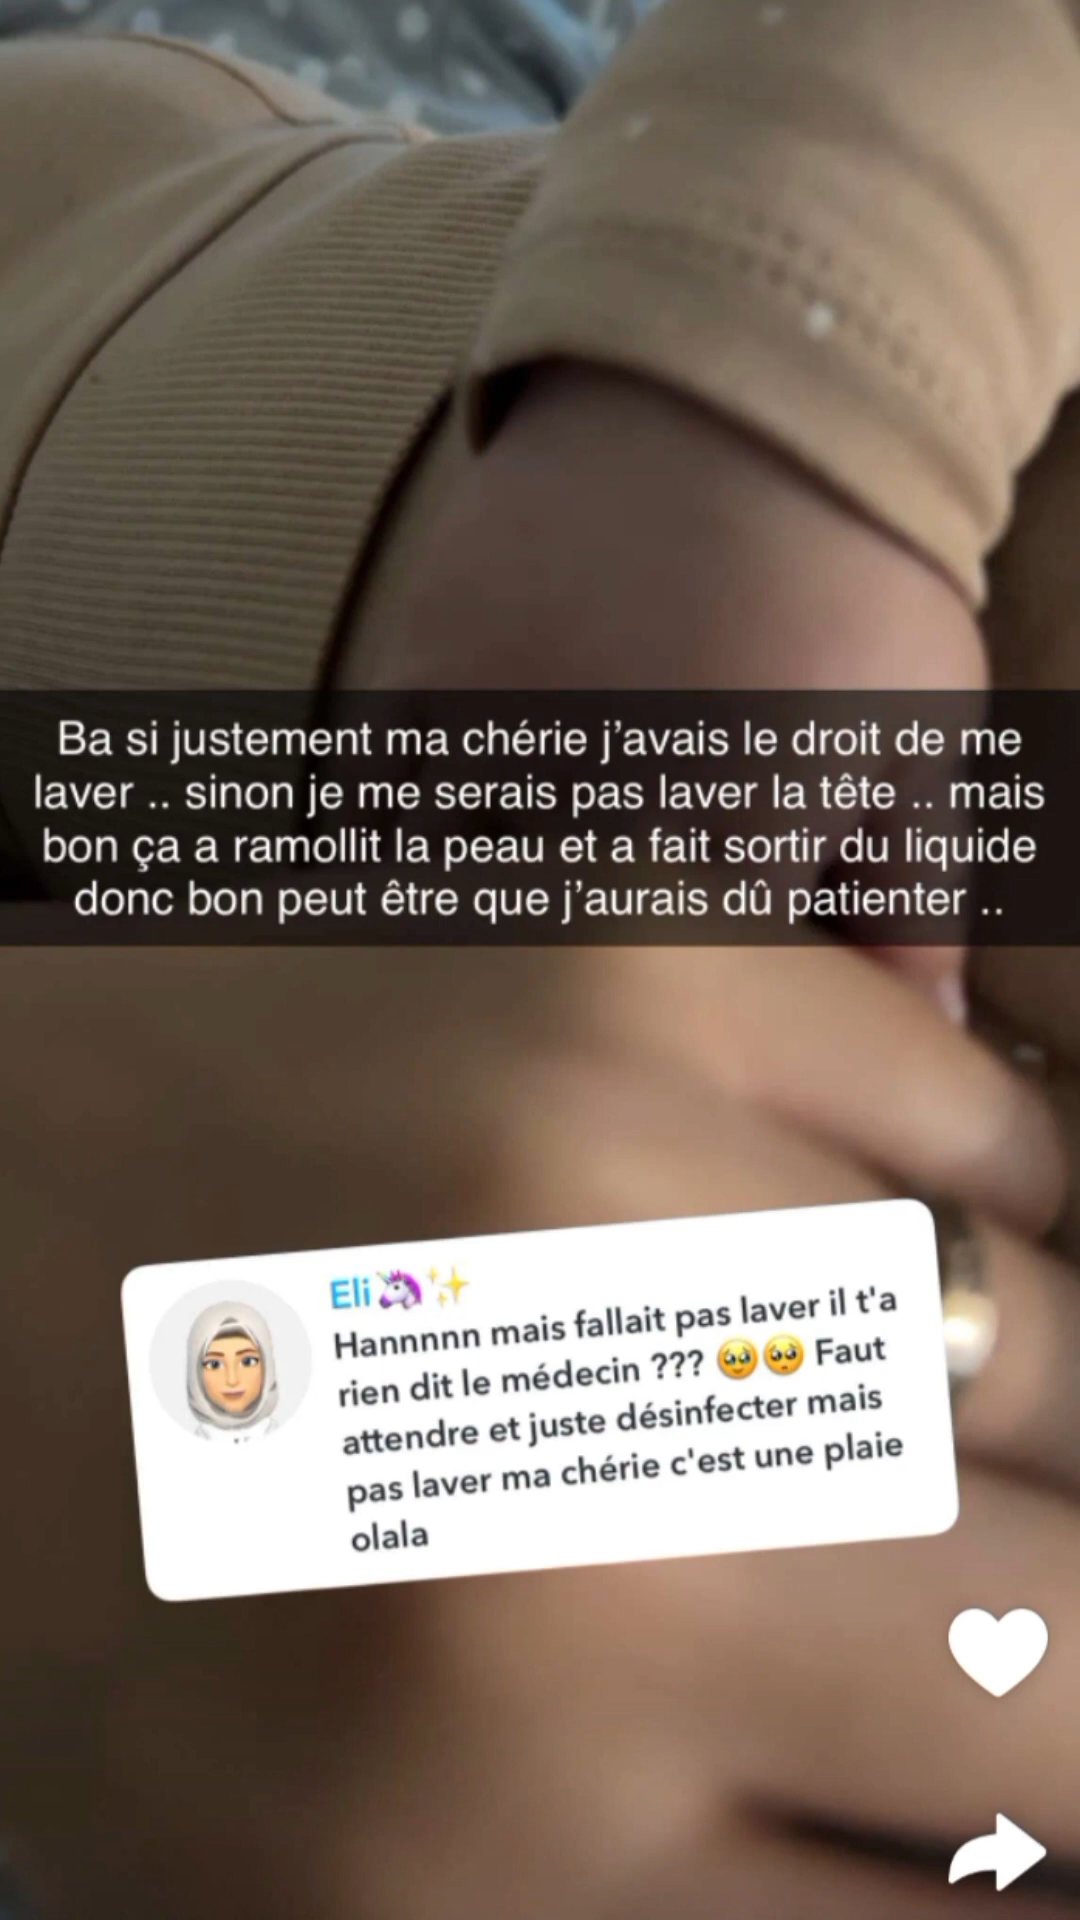 Ba si justement ma chérie j’avais le droit de me
laver .. sinon je me serais pas laver la tête .. mais
bon ça a ramollit la peau et a fait sortir du liquide
donc bon peut être que j’aurais dû patienter ..
Eli🦄✨
Hannnnn mais fallait pas laver il t'a
rien dit le médecin ??? 🥹🥺 Faut
attendre et juste désinfecter mais
pas laver ma chérie c'est une plaie
olala